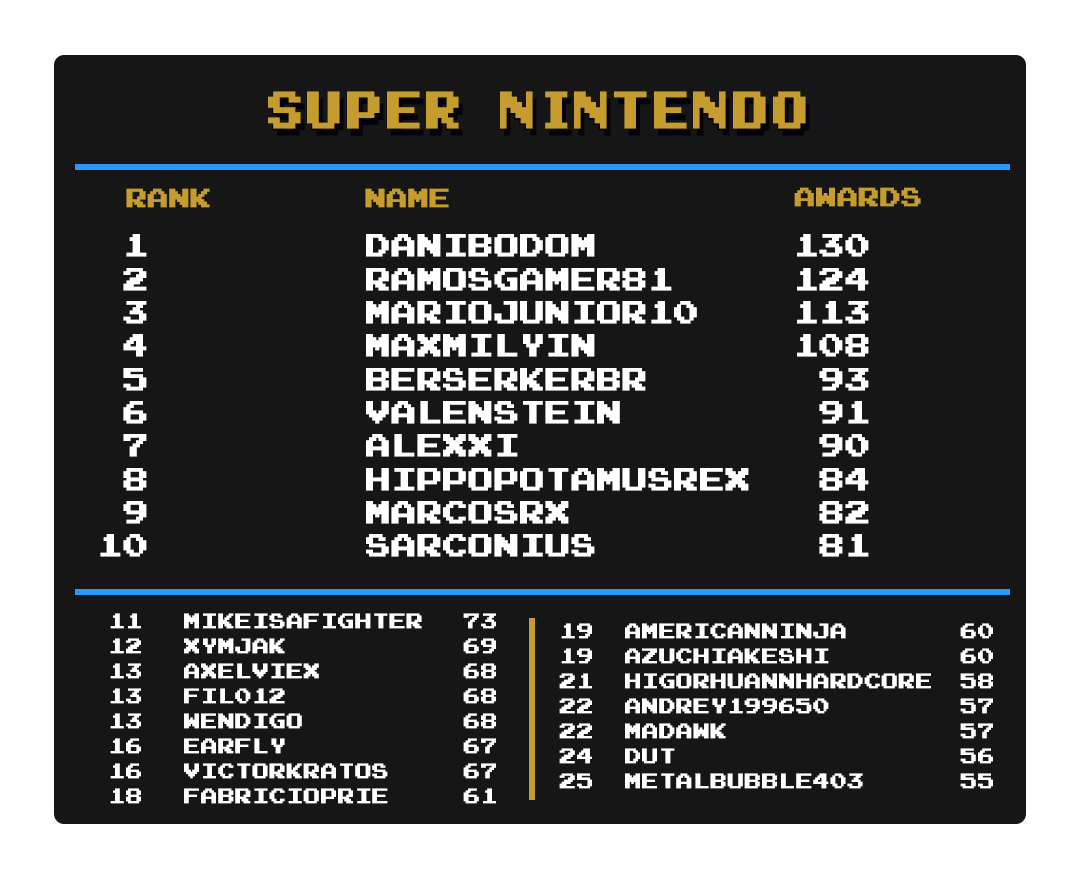 SUPER NINTENDO
RANK NAME AWARDS
1 DANIBODOM 130
2 RAMOSGAMER81 124
3 MARIOJUNIOR10 113
4 MAXMILYIN 108
5 BERSERKERBR 93
6 VALENSTEIN 91
7 ALEXXI 90
8 HIPPOPOTAMUSREX 84
9 MARCOSRX 82
10 SARCONIUS 81
11 MIKEISAFIGHTER 73
12 XYMJAK 69
13 AXELVIEX 68
13 FILO12 68
13 WENDIGO 68
16 EARFLY 67
16 VICTORKRATOS 67
18 FABRICIOPRIE 61
19 AMERICANNINJA 60
19 AZUCHIAKESHI 60
21 HIGORHUANNHARDCORE 58
22 ANDREY199650 57
22 MADAWK 57
24 DUT 56
25 METALBUBBLE403 55